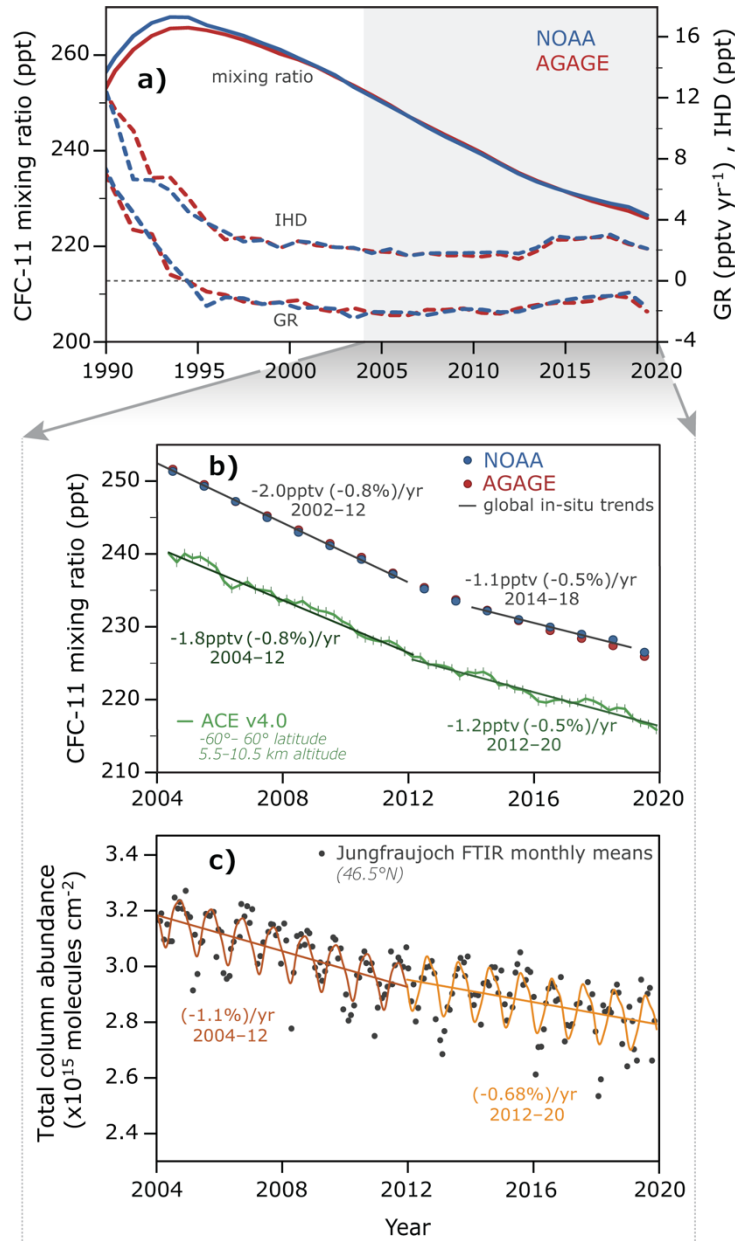 a)
NOAA
AGAGE
mixing ratio
IHD
GR
CFC-11 mixing ratio (ppt)
260
240
220
200
GR (pptv yr-1) , IHD (ppt)
16
12
8
4
0
-4
1990
1995
2000
2005
2010
2015
2020
b)
NOAA
AGAGE
global in-situ trends
-2.0pptv (-0.8%)/yr
2002–12
-1.1pptv (-0.5%)/yr
2014–18
-1.8pptv (-0.8%)/yr
2004–12
-1.2pptv (-0.5%)/yr
2012–20
ACE v4.0
-60°– 60° latitude
5.5–10.5 km altitude
CFC-11 mixing ratio (ppt)
250
240
230
220
210
2004
2008
2012
2016
2020
c)
Jungfraujoch FTIR monthly means
(46.5°N)
(-1.1%)/yr
2004–12
(-0.68%)/yr
2012–20
Total column abundance
(x10^15 molecules cm-2)
3.4
3.2
3.0
2.8
2.6
2.4
2004
2008
2012
2016
2020
Year